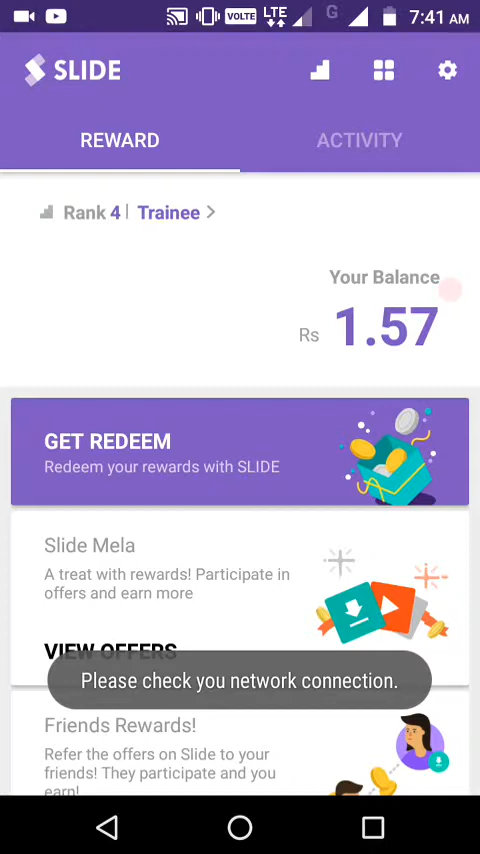 VOLTE LTE G 7:41 AM
SLIDE
REWARD ACTIVITY
Rank 4 | Trainee >
Your Balance
Rs 1.57
GET REDEEM
Redeem your rewards with SLIDE
Slide Mela
A treat with rewards! Participate in
offers and earn more
VIEW OFFERS
Please check you network connection.
Friends Rewards!
Refer the offers on Slide to your
friends! They participate and you
earn!